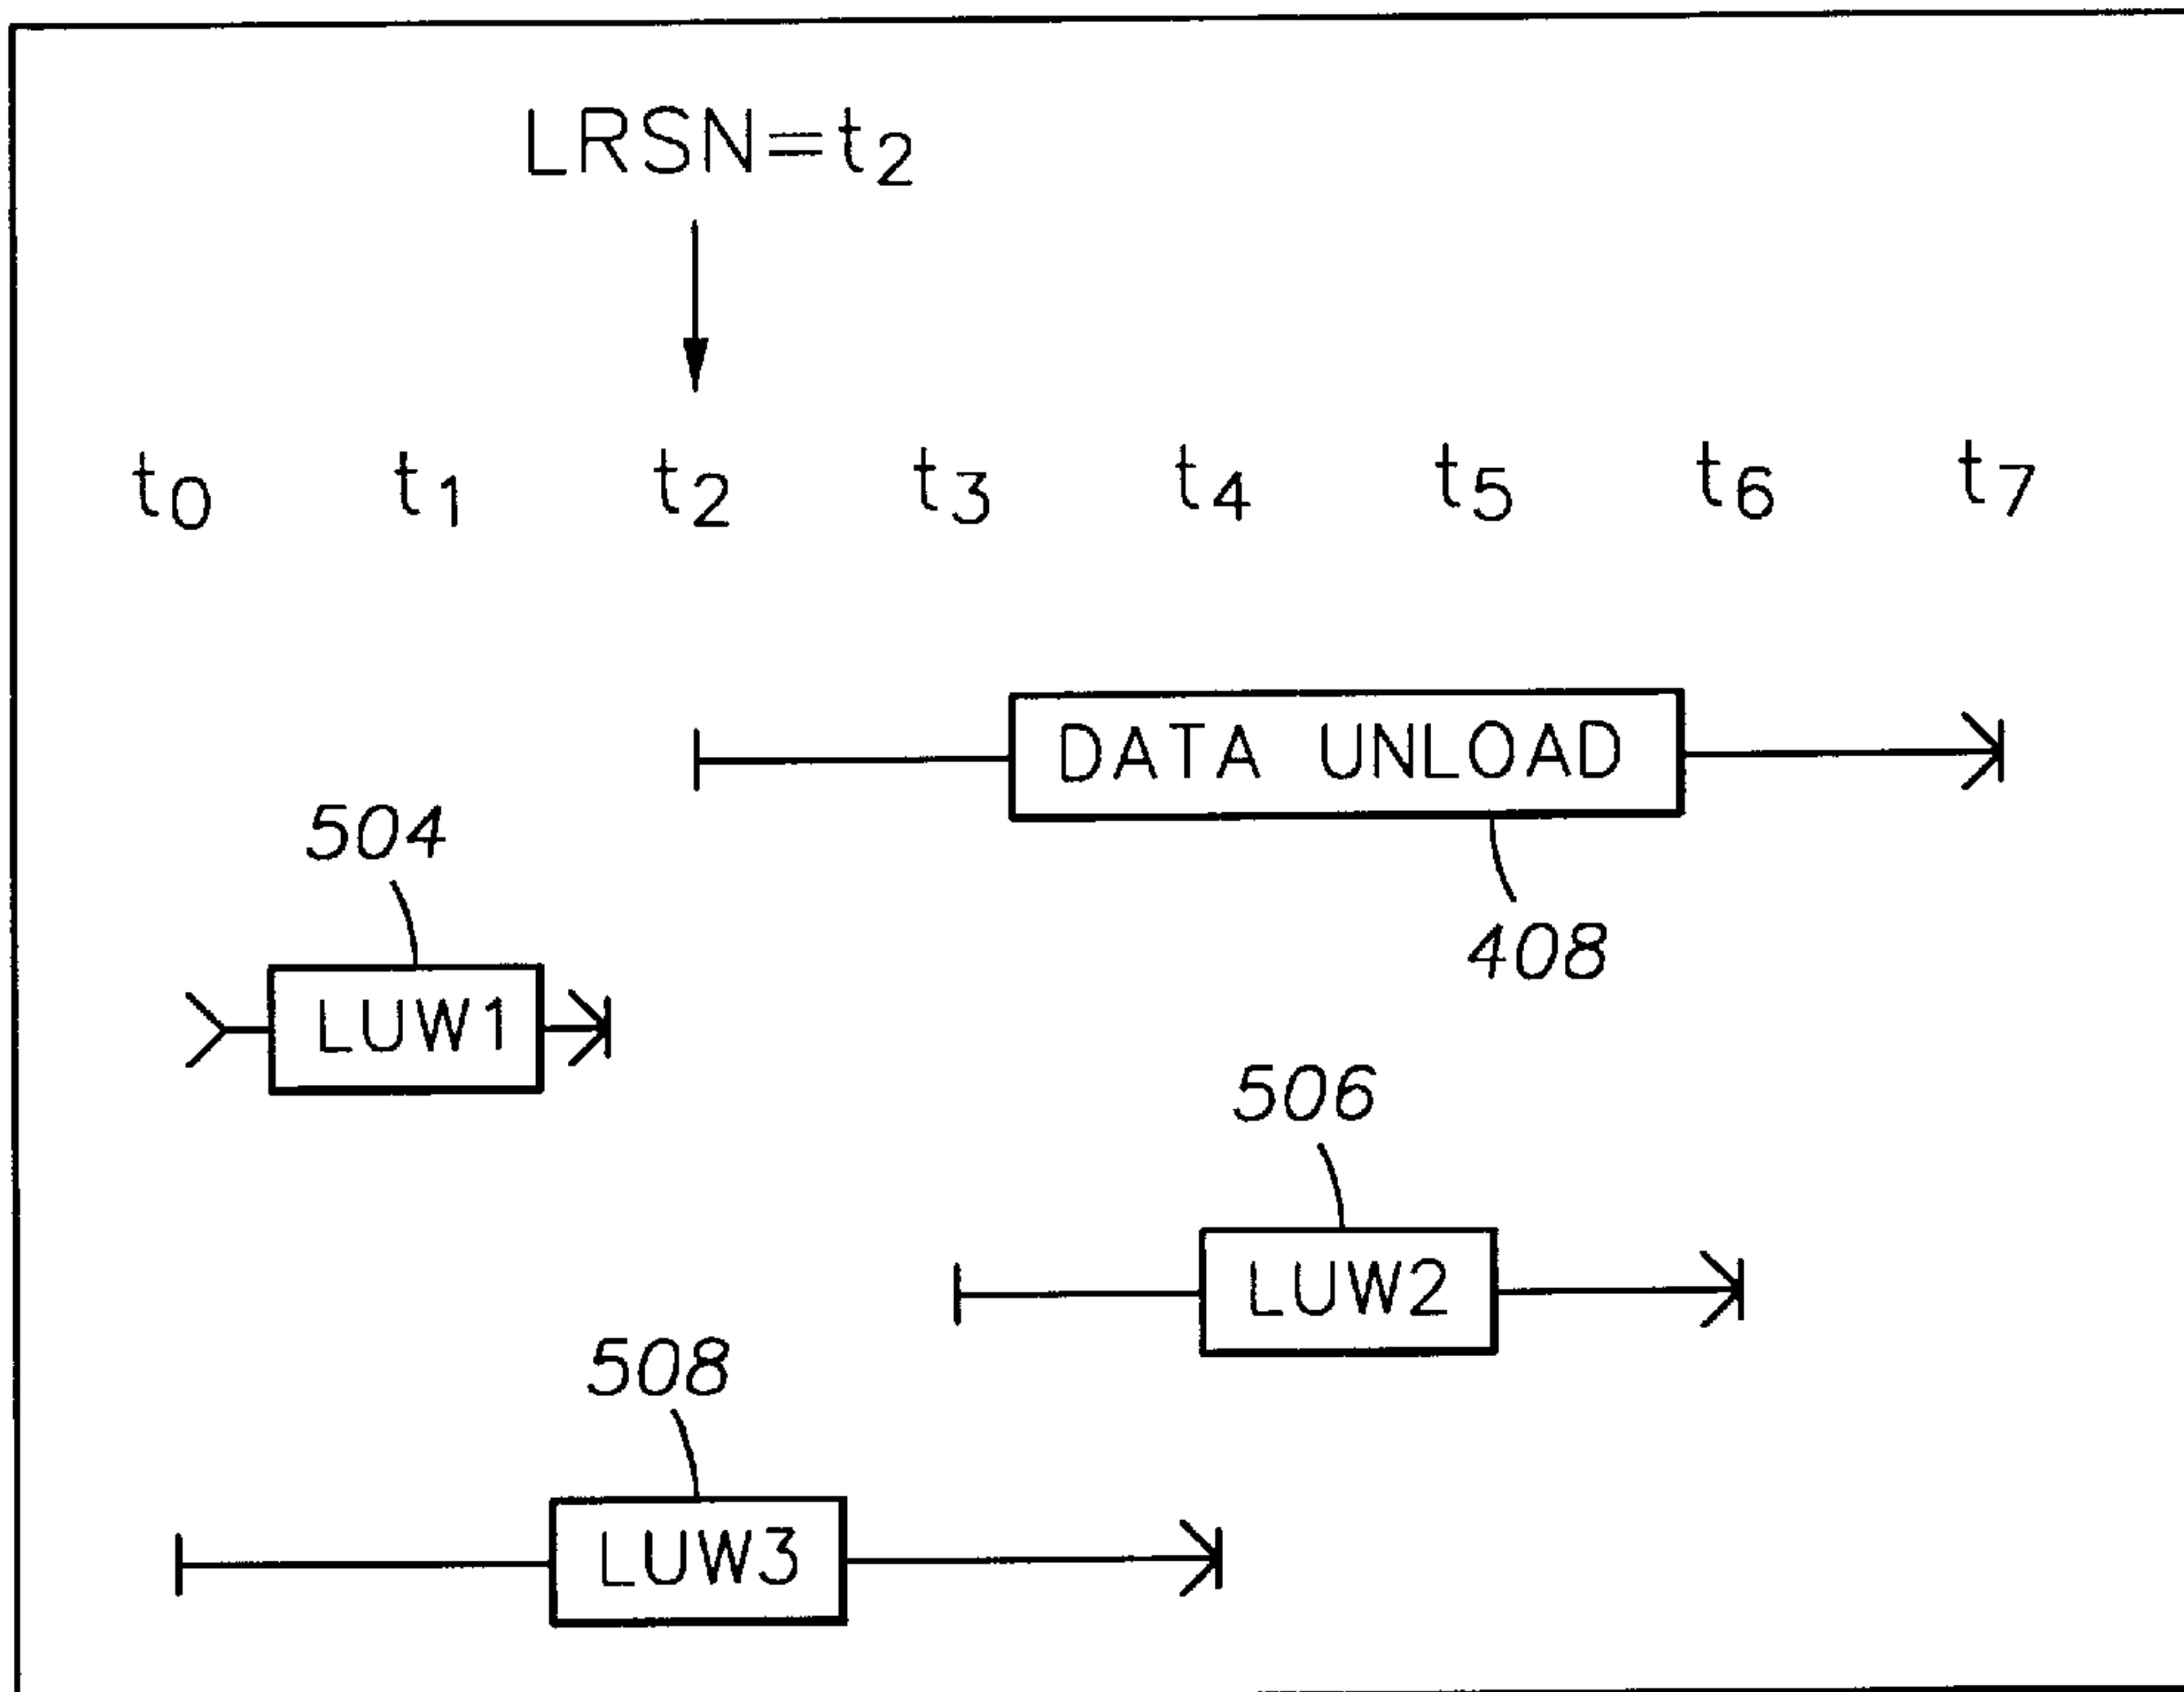 LRSN=t2
t0 t1 t2 t3 t4 t5 t6 t7
DATA UNLOAD
504
408
LUW1
506
LUW2
508
LUW3